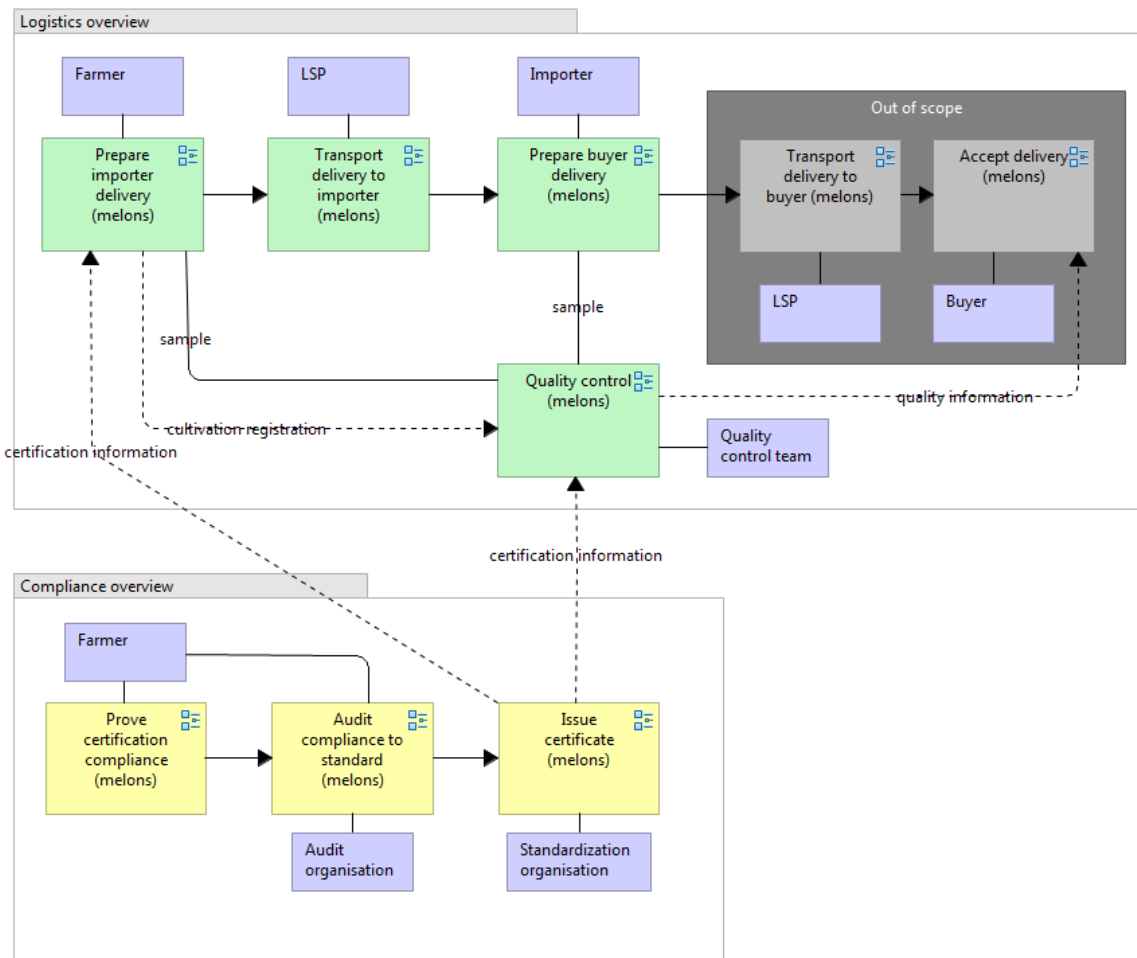 Logistics overview
Farmer
LSP
Importer
Out of scope
Prepare
importer
delivery
(melons)
Transport
delivery to
importer
(melons)
Prepare buyer
delivery
(melons)
Transport
delivery to
buyer (melons)
Accept delivery
(melons)
LSP
Buyer
sample
sample
Quality control
(melons)
quality information
cultivation registration
Quality
control team
certification information
certification information
Compliance overview
Farmer
Prove
certification
compliance
(melons)
Audit
compliance to
standard
(melons)
Issue
certificate
(melons)
Audit
organisation
Standardization
organisation